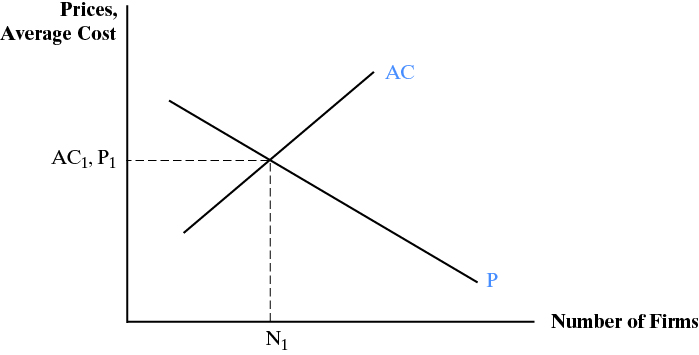 Prices,
Average Cost
AC
AC₁, P₁
P
Number of Firms
N₁